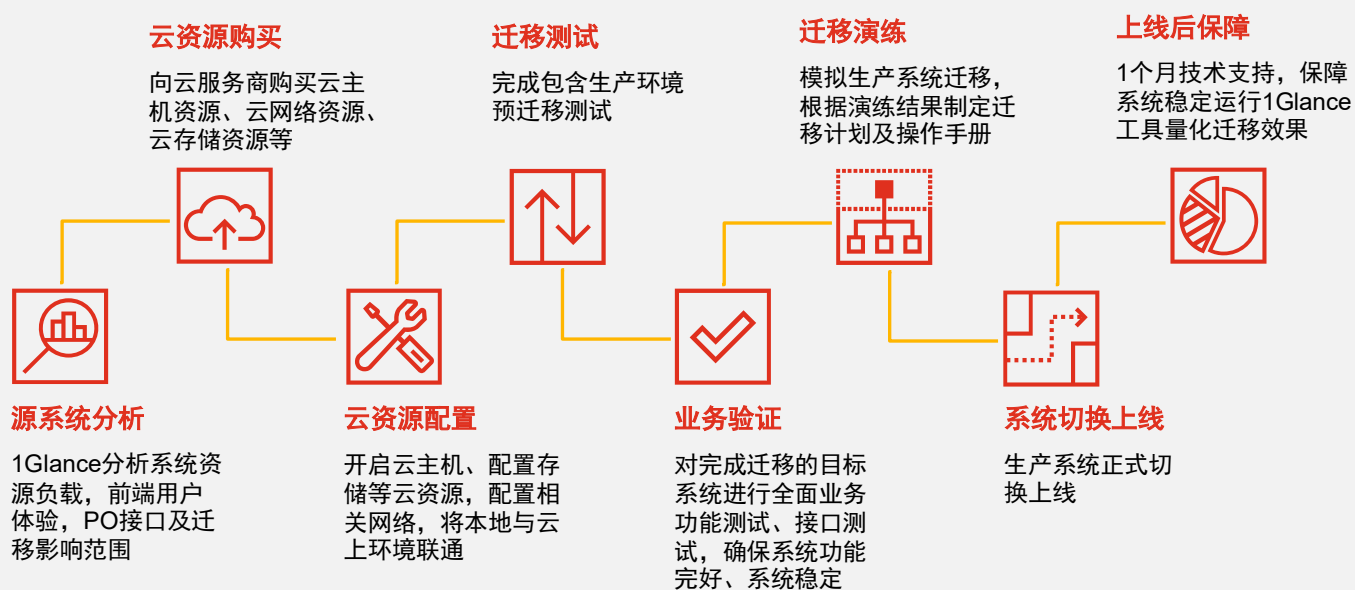 云资源购买
向云服务商购买云主
机资源、云网络资源、
云存储资源等
迁移测试
完成包含生产环境
预迁移测试
迁移演练
模拟生产系统迁移，
根据演练结果制定迁
移计划及操作手册
上线后保障
1个月技术支持，保障
系统稳定运行1Glance
工具量化迁移效果
源系统分析
1Glance分析系统资
源负载，前端用户
体验，PO接口及迁
移影响范围
云资源配置
开启云主机、配置存
储等云资源，配置相
关网络，将本地与云
上环境联通
业务验证
对完成迁移的目标
系统进行全面业务
功能测试、接口测
试，确保系统功能
完好、系统稳定
系统切换上线
生产系统正式切
换上线